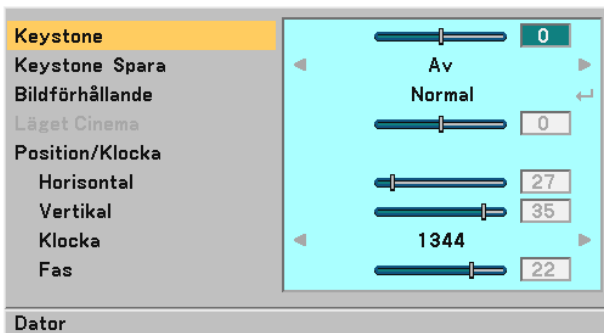 Keystone 0
Keystone Spara Av
Bildförhållande Normal
Läget Cinema 0
Position/Klocka
Horisontal 27
Vertikal 35
Klocka 1344
Fas 22
Dator